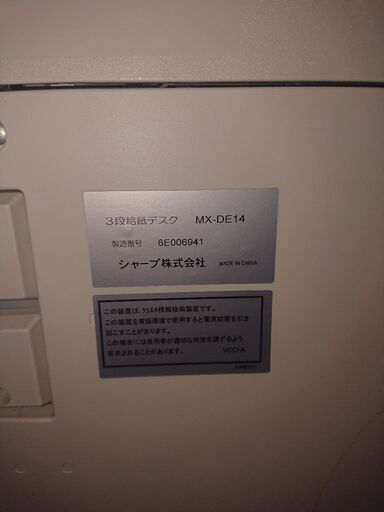 3段給紙デスク MX-DE14
製造番号 6E006941
シャープ株式会社 MADE IN CHINA
この装置は、クラスA情報技術装置です。
この装置を家庭環境で使用すると電波妨害を引き
起こすことがあります。
この場合には使用者が適切な対策を講ずるよう
要求されることがあります。 VCCI-A